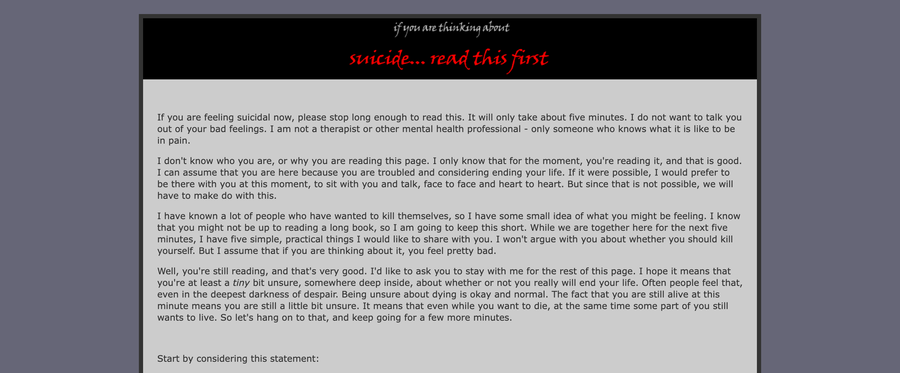 if you are thinking about
suicide... read this first
If you are feeling suicidal now, please stop long enough to read this. It will only take about five minutes. I do not want to talk you
out of your bad feelings. I am not a therapist or other mental health professional - only someone who knows what it is like to be
in pain.
I don't know who you are, or why you are reading this page. I only know that for the moment, you're reading it, and that is good.
I can assume that you are here because you are troubled and considering ending your life. If it were possible, I would prefer to
be there with you at this moment, to sit with you and talk, face to face and heart to heart. But since that is not possible, we will
have to make do with this.
I have known a lot of people who have wanted to kill themselves, so I have some small idea of what you might be feeling. I know
that you might not be up to reading a long book, so I am going to keep this short. While we are together here for the next five
minutes, I have five simple, practical things I would like to share with you. I won't argue with you about whether you should kill
yourself. But I assume that if you are thinking about it, you feel pretty bad.
Well, you're still reading, and that's very good. I'd like to ask you to stay with me for the rest of this page. I hope it means that
you're at least a tiny bit unsure, somewhere deep inside, about whether or not you really will end your life. Often people feel that,
even in the deepest darkness of despair. Being unsure about dying is okay and normal. The fact that you are still alive at this
minute means you are still a little bit unsure. It means that even while you want to die, at the same time some part of you still
wants to live. So let's hang on to that, and keep going for a few more minutes.
Start by considering this statement: